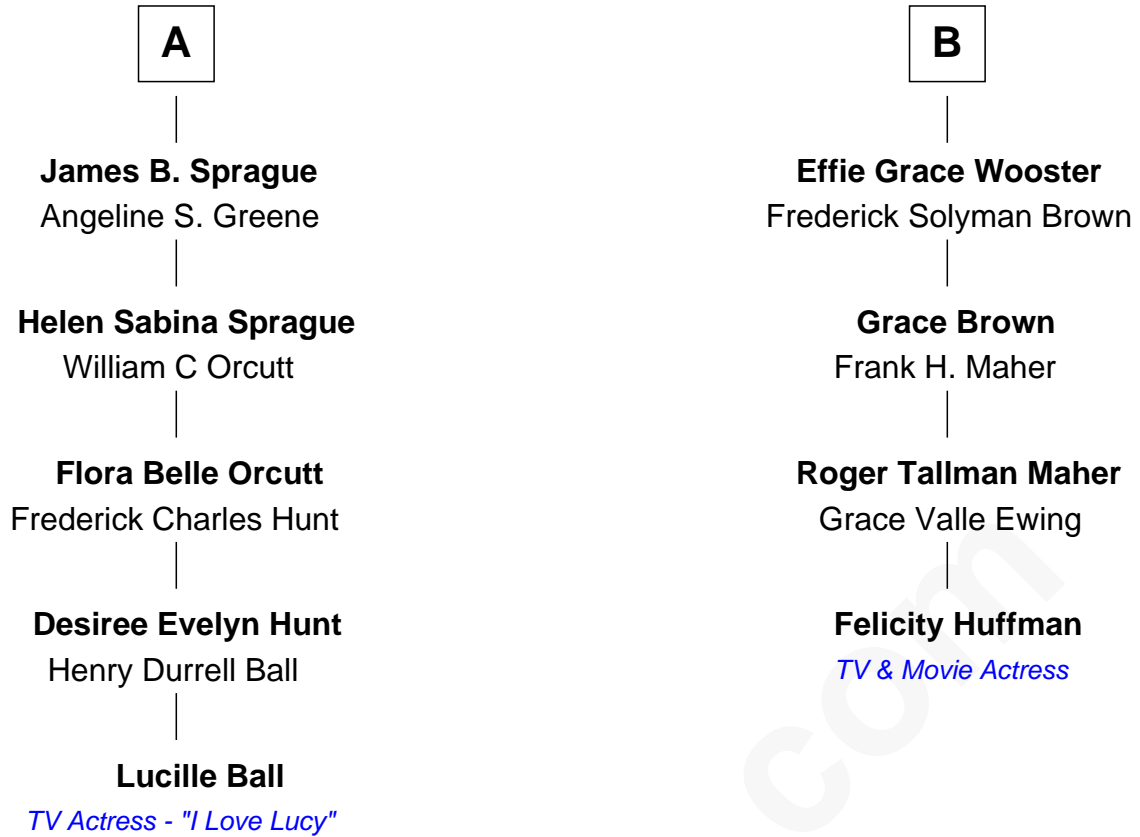 A
James B. Sprague
Angeline S. Greene
Helen Sabina Sprague
William C Orcutt
Flora Belle Orcutt
Frederick Charles Hunt
Desiree Evelyn Hunt
Henry Durrell Ball
Lucille Ball
TV Actress - "I Love Lucy"
B
Effie Grace Wooster
Frederick Solyman Brown
Grace Brown
Frank H. Maher
Roger Tallman Maher
Grace Valle Ewing
Felicity Huffman
TV & Movie Actress
com